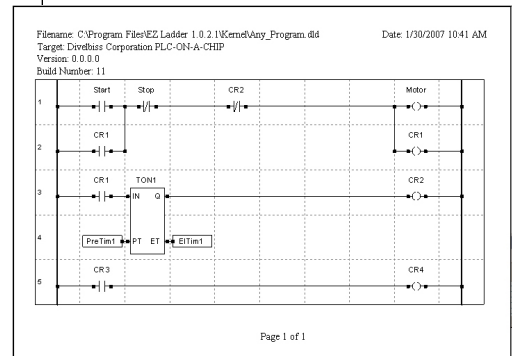 Filename: C:\Program Files\EZ Ladder 1.0.2.1\Kernel\Any_Program.dld Date: 1/30/2007 10:41 AM
Target: Divelbiss Corporation PLC-ON-A-CHIP
Version: 0.0.0.0
Build Number: 11
Start Stop CR2 Motor
1
CR1 CR1
2
CR1 TON1 CR2
3 IN Q
4 PreTim1 PT ET ElTim1
CR3 CR4
5
Page 1 of 1